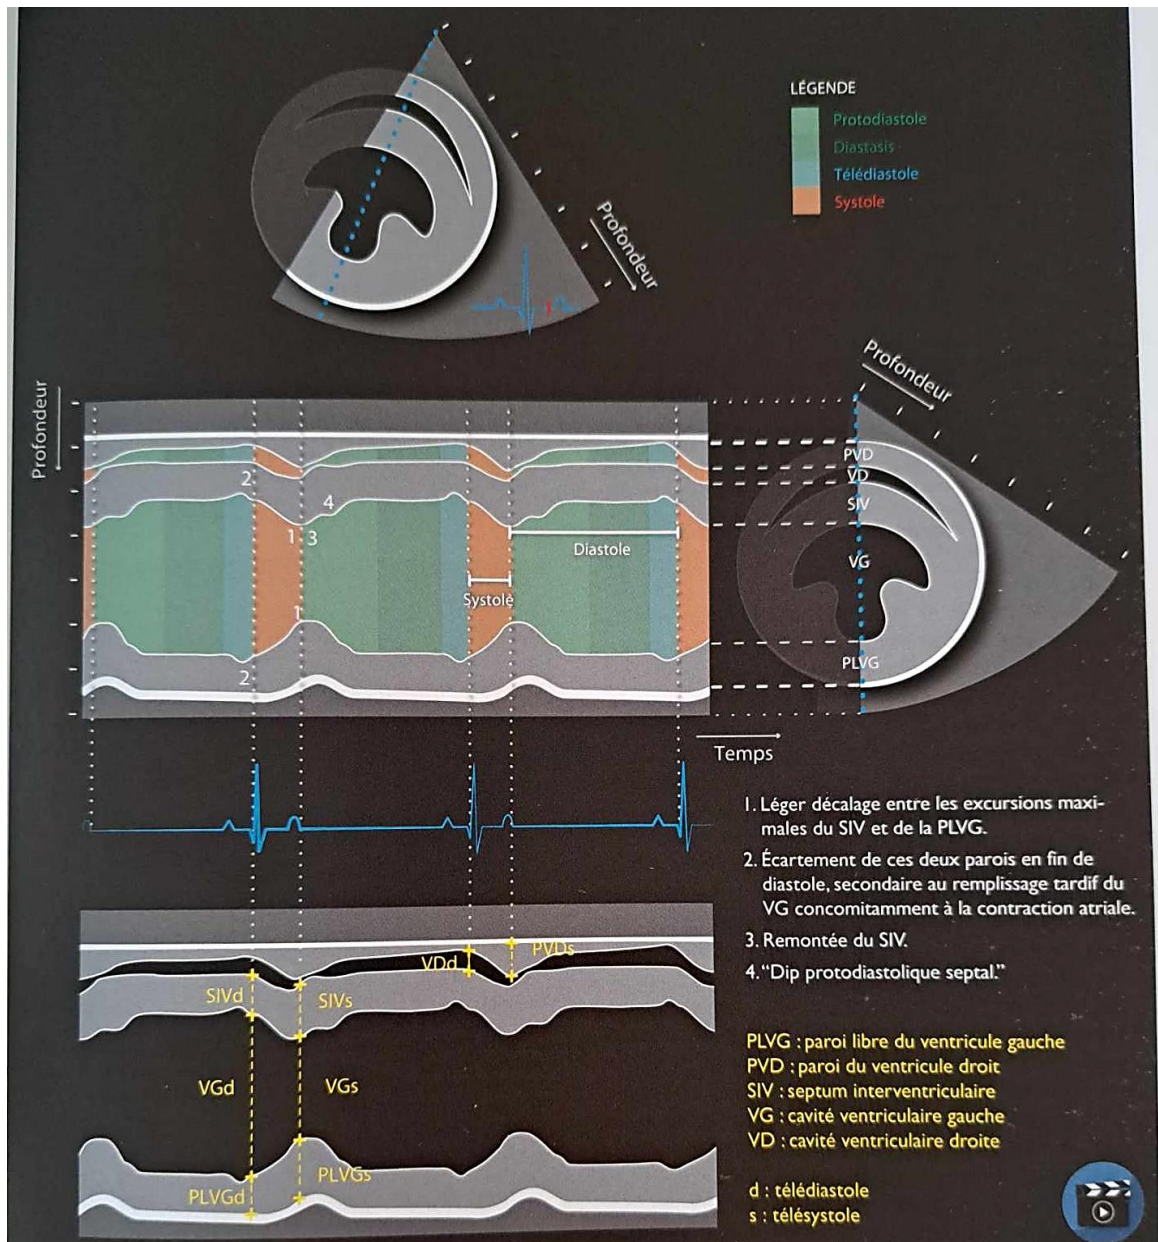 LÉGENDE
Protodiastole
Diastasis
Télédiastole
Systole
Profondeur
Profondeur
Profondeur
PVD
VD
SIV
VG
PLVG
2
4
1
3
Diastole
Systole
1
2
Temps
1. Léger décalage entre les excursions maxi-
males du SIV et de la PLVG.
2. Écartement de ces deux parois en fin de
diastole, secondaire au remplissage tardif du
VG concomitamment à la contraction atriale.
3. Remontée du SIV.
4. “Dip protodiastolique septal.”
VDd
PVDs
SIVd
SIVs
VGd
VGs
PLVGd
PLVGs
PLVG : paroi libre du ventricule gauche
PVD : paroi du ventricule droit
SIV : septum interventriculaire
VG : cavité ventriculaire gauche
VD : cavité ventriculaire droite
d : télédiastole
s : télésystole